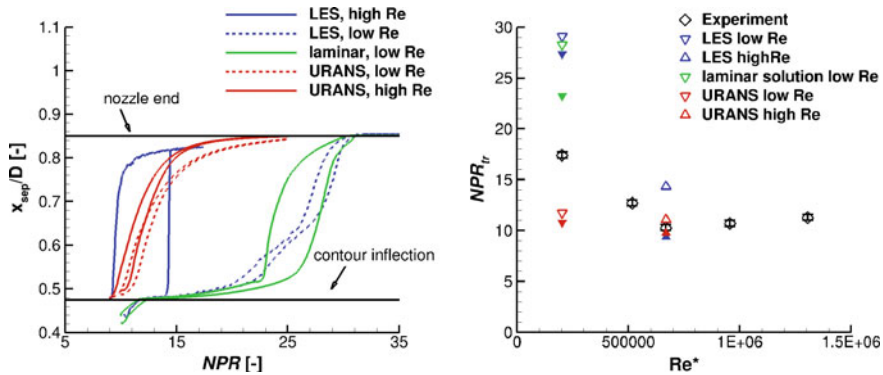 LES, high Re
LES, low Re
laminar, low Re
URANS, low Re
URANS, high Re
nozzle end
contour inflection
1.1
1
0.9
0.8
0.7
0.6
0.5
0.4
x_sep/D [-]
5
15
25
35
NPR [-]
Experiment
LES low Re
LES highRe
laminar solution low Re
URANS low Re
URANS high Re
30
25
20
15
10
5
0
NPR_tr
0
500000
1E+06
1.5E+06
Re*